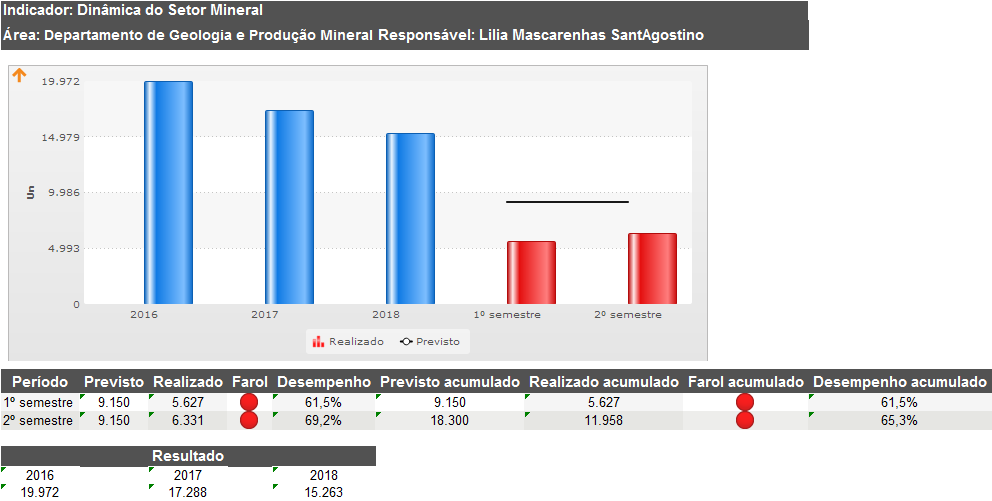 Indicador: Dinâmica do Setor Mineral
Área: Departamento de Geologia e Produção Mineral Responsável: Lilia Mascarenhas SantAgostino
19.972
14.979
9.986
4.993
0
Un
2016 2017 2018 1º semestre 2º semestre
Realizado Previsto
Período Previsto Realizado Farol Desempenho Previsto acumulado Realizado acumulado Farol acumulado Desempenho acumulado
1º semestre 9.150 5.627 61,5% 9.150 5.627 61,5%
2º semestre 9.150 6.331 69,2% 18.300 11.958 65,3%
Resultado
2016 2017 2018
19.972 17.288 15.263